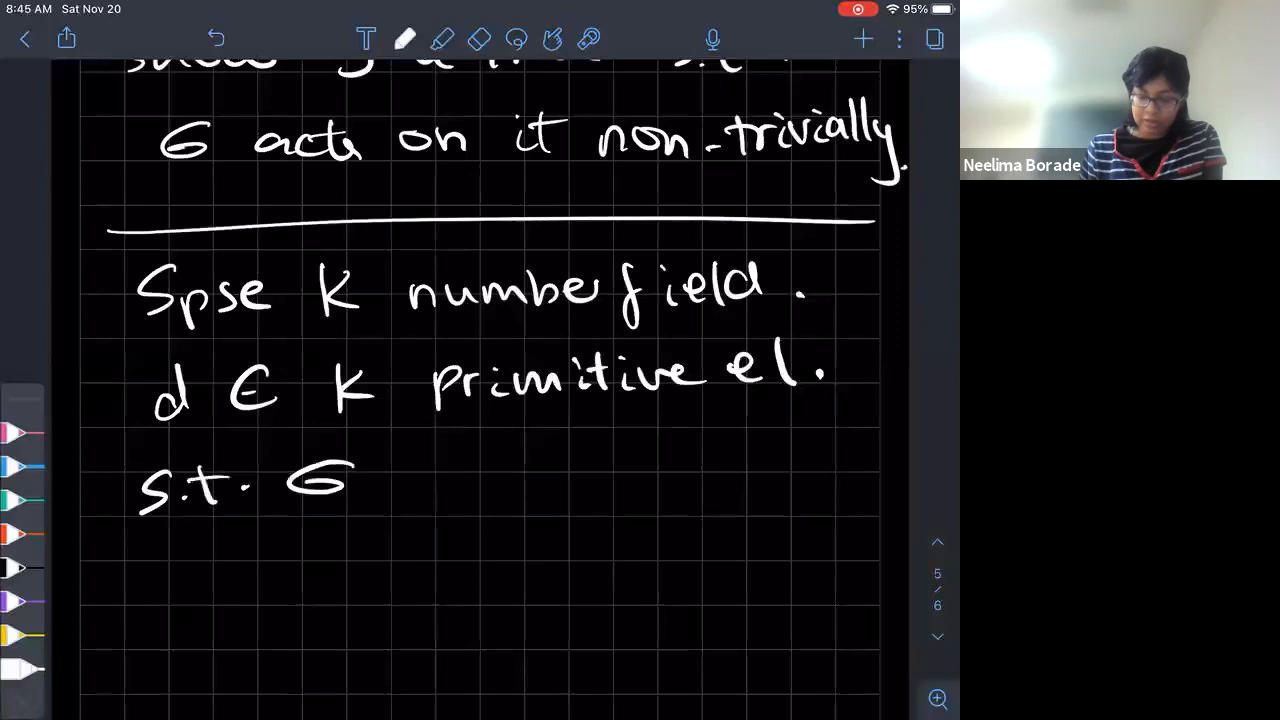 8:45 AM Sat Nov 20
95%
G acts on it non-trivially.
Spse K number field.
α ∈ K primitive el.
s.t. G
5
/
6
Neelima Borade